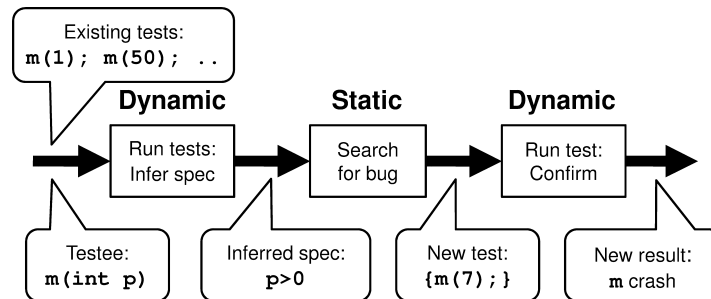 Existing tests:
m(1); m(50); ..
Dynamic
Static
Dynamic
Run tests:
Infer spec
Search
for bug
Run test:
Confirm
Testee:
m(int p)
Inferred spec:
p>0
New test:
{m(7);}
New result:
m crash